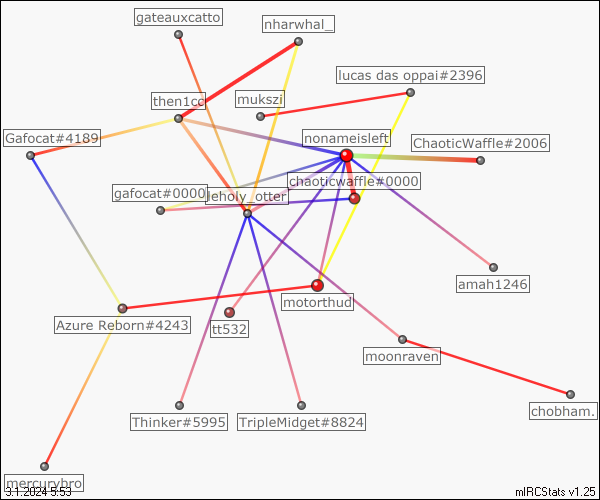 gateauxcatto
nharwhal_
lucas das oppai#2396
mukszi
then1cc
Gafocat#4189
nonameisleft
ChaoticWaffle#2006
chaoticwaffle#0000
gafocat#0000
leholy_otter
amah1246
motorthud
Azure Reborn#4243
tt532
moonraven
chobham.
Thinker#5995
TripleMidget#8824
mercurybro
3.1.2024 5:53
mIRCStats v1.25